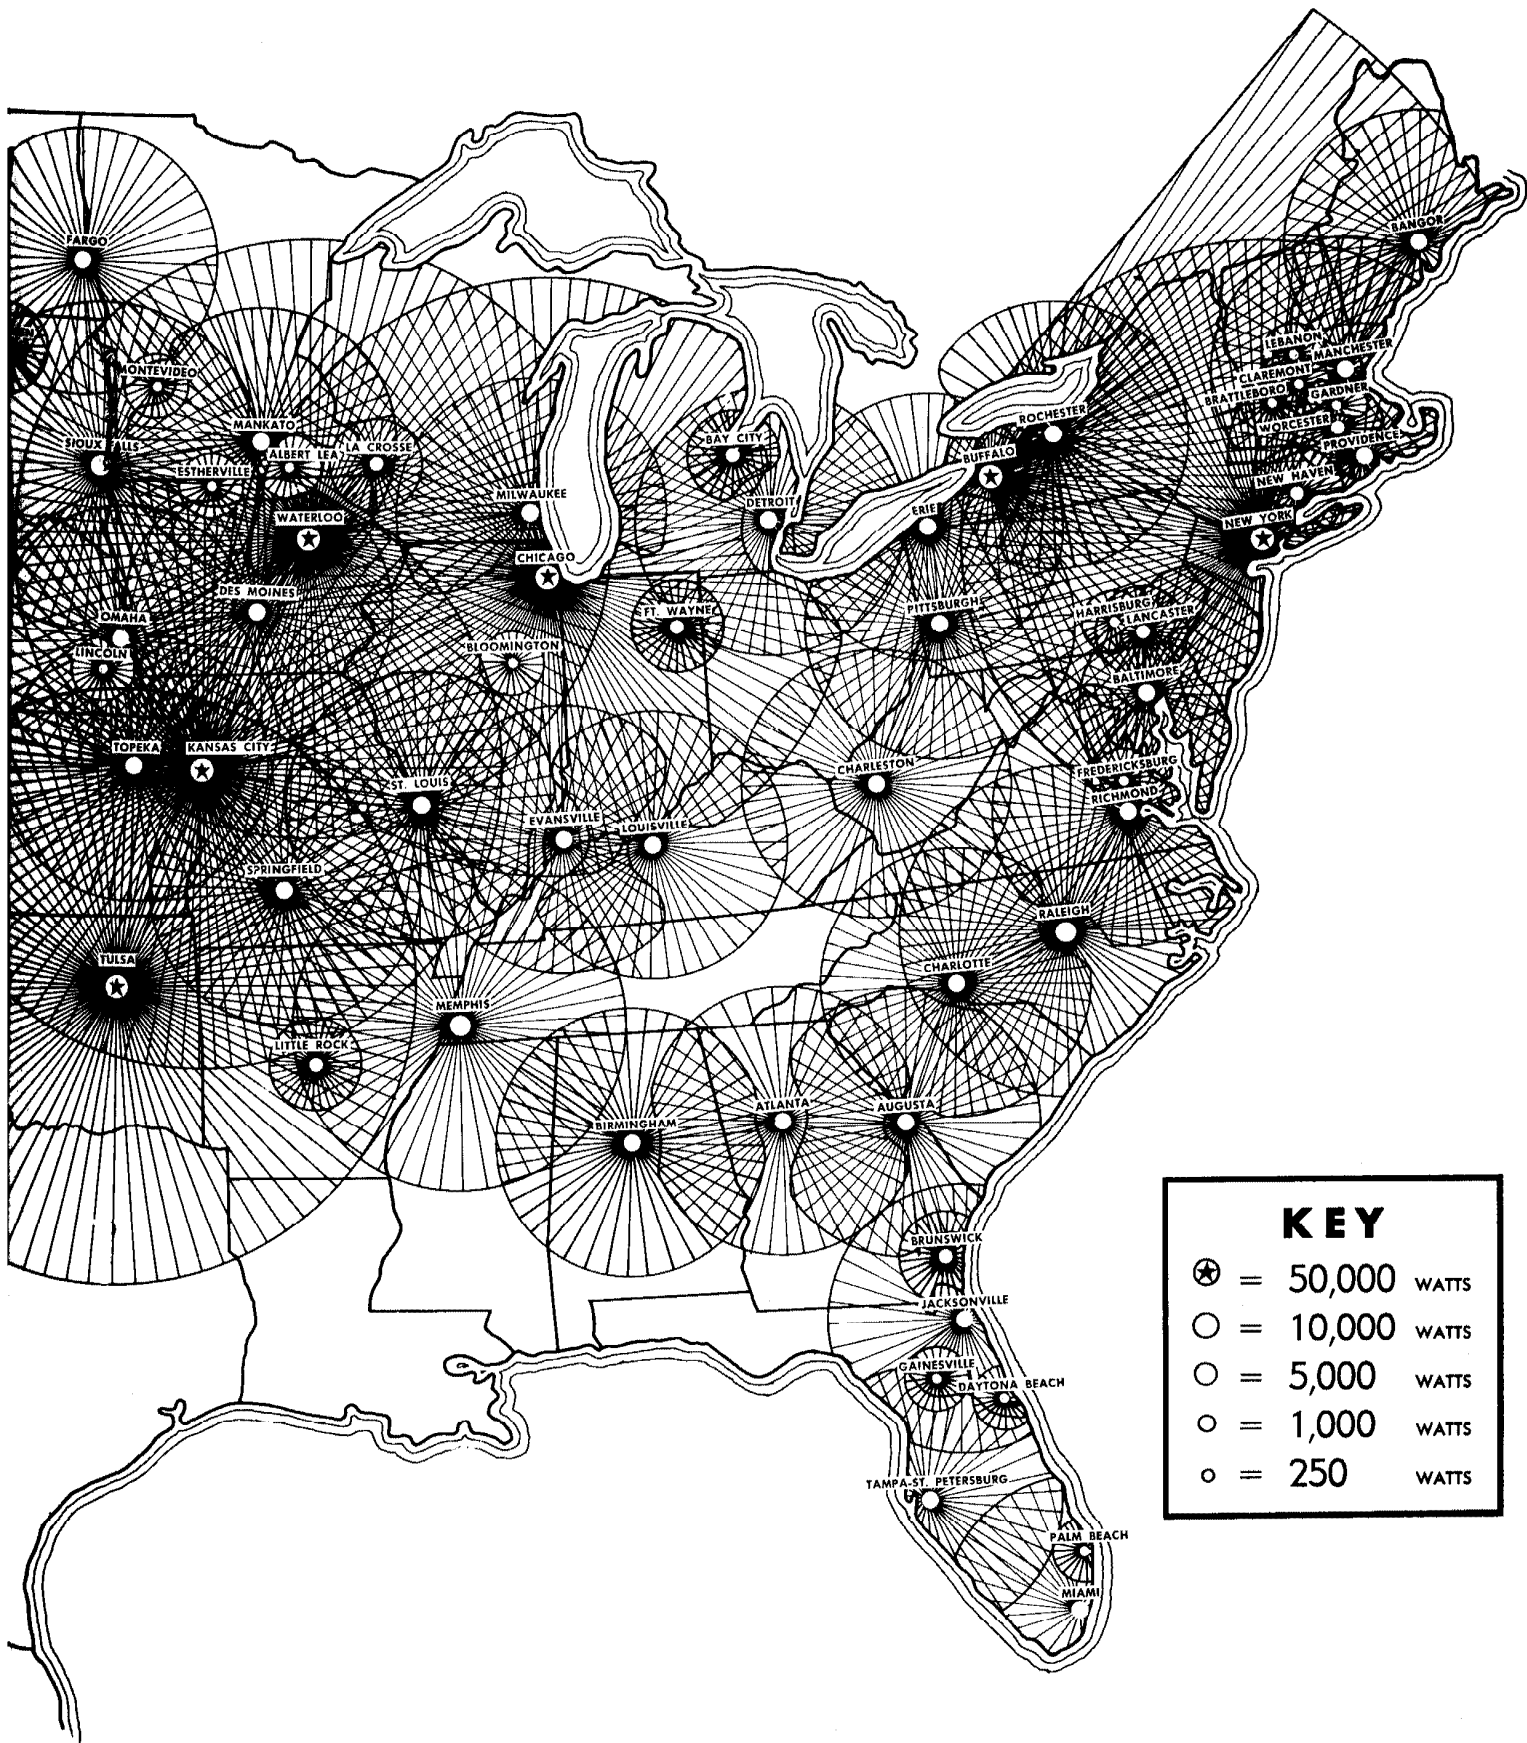 BANGOR
FARGO
LEBANON
MANCHESTER
MONTEVIDEO
CLAREMONT
BRATTLEBORO
GARDNER
MANKATO
ROCHESTER
WORCESTER
SIOUX FALLS
ALBERT LEA
LA CROSSE
BAY CITY
BUFFALO
PROVIDENCE
ESTHERVILLE
NEW HAVEN
MILWAUKEE
DETROIT
ERIE
WATERLOO
NEW YORK
CHICAGO
DES MOINES
OMAHA
FT. WAYNE
PITTSBURGH
HARRISBURG
LANCASTER
LINCOLN
BLOOMINGTON
BALTIMORE
TOPEKA
KANSAS CITY
ST. LOUIS
CHARLESTON
FREDERICKSBURG
RICHMOND
EVANSVILLE
LOUISVILLE
SPRINGFIELD
RALEIGH
TULSA
CHARLOTTE
MEMPHIS
LITTLE ROCK
BIRMINGHAM
ATLANTA
AUGUSTA
BRUNSWICK
JACKSONVILLE
GAINESVILLE
DAYTONA BEACH
TAMPA-ST. PETERSBURG
PALM BEACH
MIAMI
KEY
= 50,000 WATTS
= 10,000 WATTS
= 5,000 WATTS
= 1,000 WATTS
= 250 WATTS